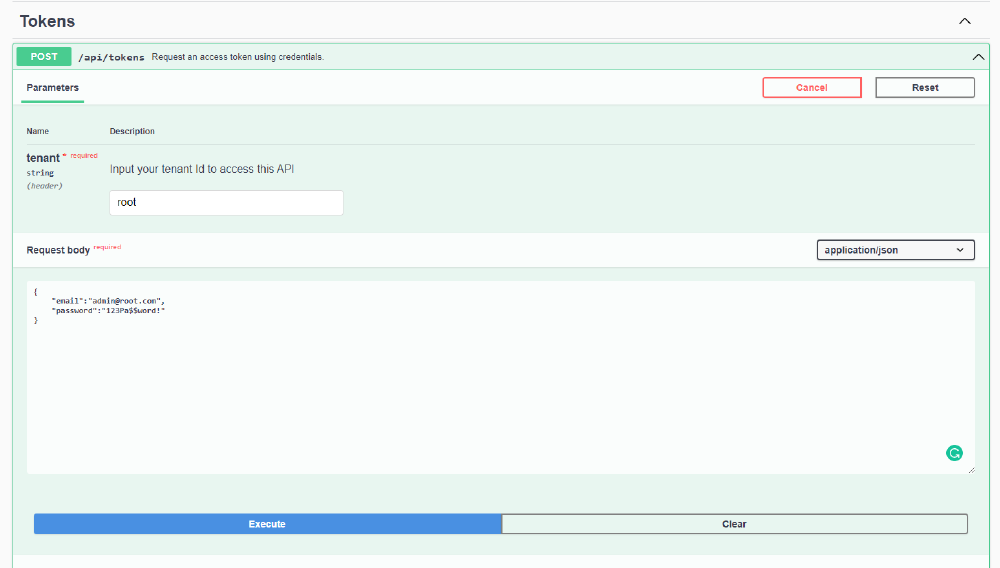 Tokens
POST /api/tokens Request an access token using credentials.
Parameters Cancel Reset
Name Description
tenant * required
string
(header)
Input your tenant Id to access this API
root
Request body required application/json
{
"email":"admin@root.com",
"password":"123Pa$$word!"
}
Execute Clear